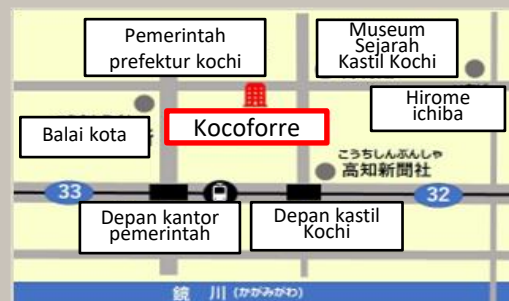 Pemerintah
prefektur kochi
Museum
Sejarah
Kastil Kochi
Hirome
ichiba
Kocoforre
Balai kota
こうちしんぶんしゃ
高知新聞社
33
32
Depan kantor
pemerintah
Depan kastil
Kochi
鏡 川 (かがみがわ)